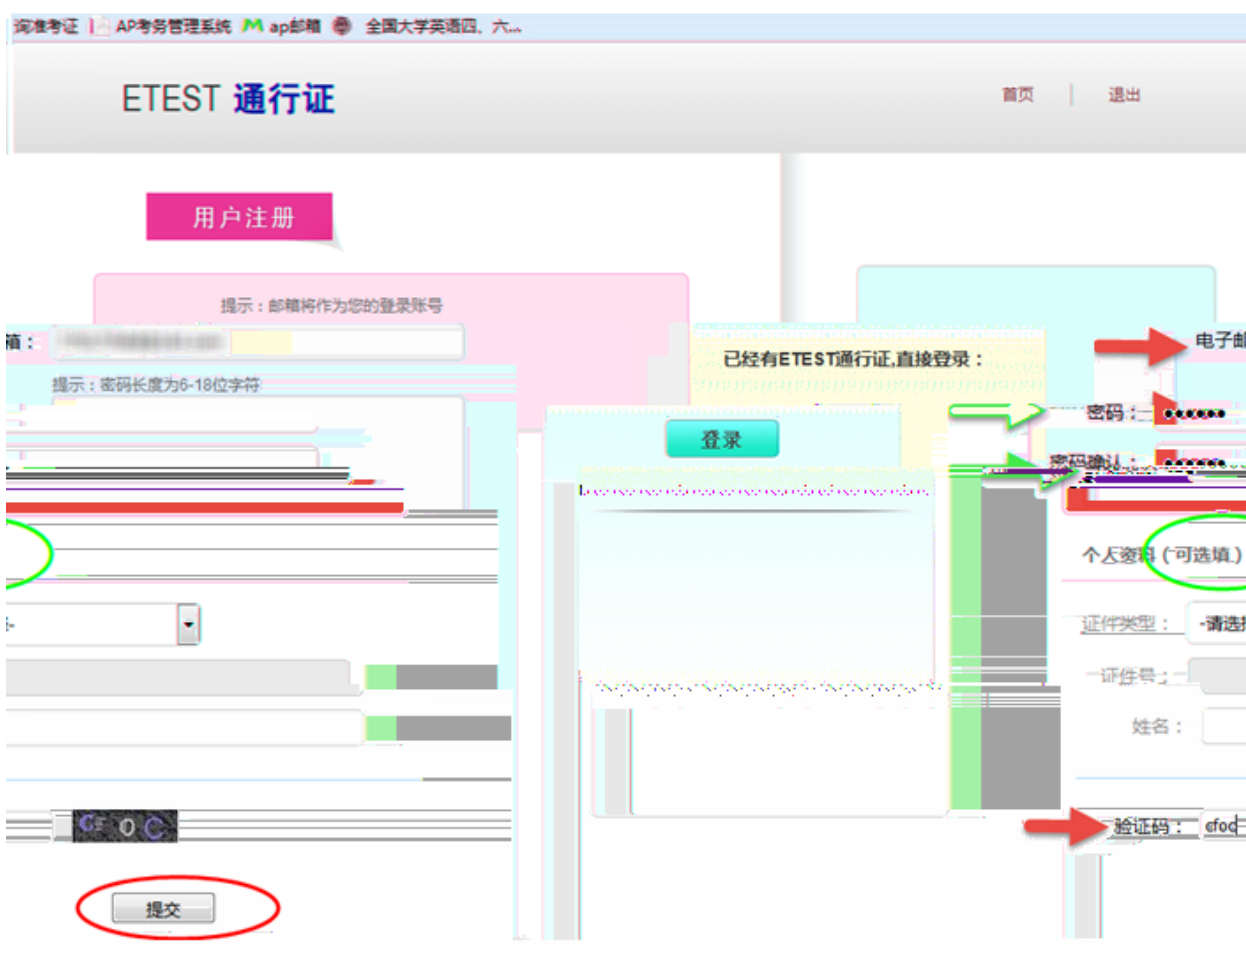 询准考证 AP考务管理系统 ap邮箱 全国大学英语四、六...
ETEST 通行证
首页 退出
用户注册
提示：邮箱将作为您的登录账号
箱：
电子邮
已经有ETEST通行证,直接登录：
提示：密码长度为6-18位字符
密码：
登录
密码确认：
个人资料（可选填）
证件类型： -请选择
证件号：
姓名：
验证码： cfoc
CF O C
提交